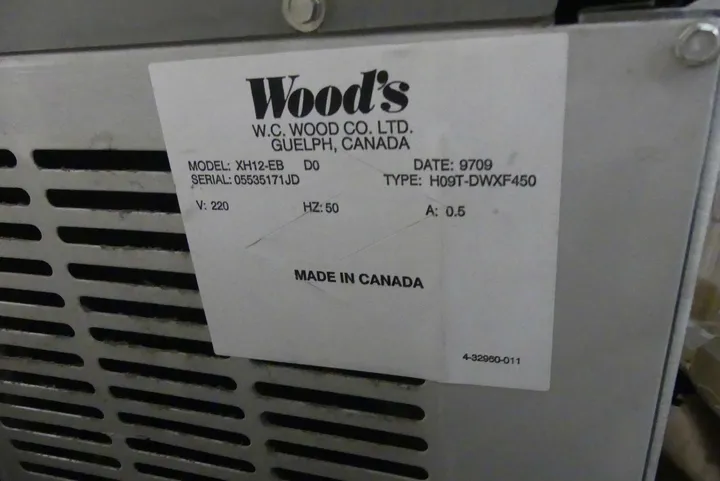 Wood's
W.C. WOOD CO. LTD.
GUELPH, CANADA
MODEL: XH12-EB D0 DATE: 9709
SERIAL: 05535171JD TYPE: H09T-DWXF450
V: 220 HZ: 50 A: 0.5
MADE IN CANADA
4-32960-011